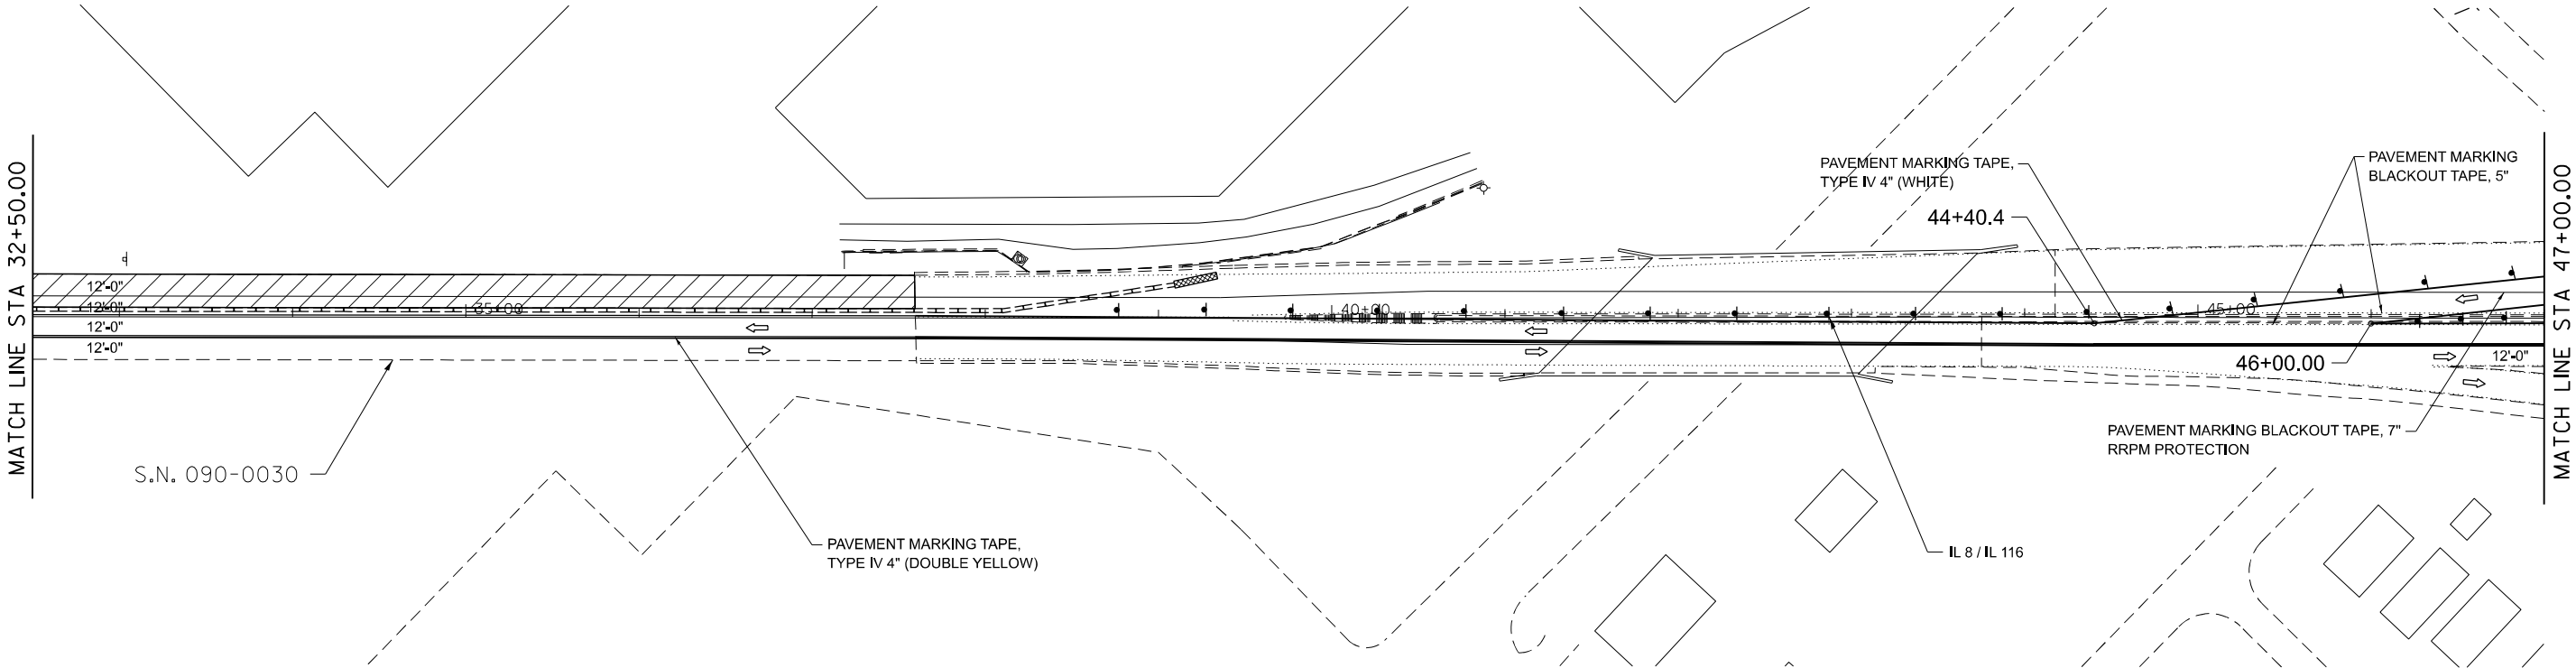 MATCH LINE STA 32+50.00
12'-0"
12'-0"
12'-0"
12'-0"
35+00
40+00
45+00
S.N. 090-0030
PAVEMENT MARKING TAPE,
TYPE IV 4" (DOUBLE YELLOW)
PAVEMENT MARKING TAPE,
TYPE IV 4" (WHITE)
44+40.4
PAVEMENT MARKING
BLACKOUT TAPE, 5"
46+00.00
12'-0"
PAVEMENT MARKING BLACKOUT TAPE, 7"
RRPM PROTECTION
IL 8 / IL 116
MATCH LINE STA 47+00.00